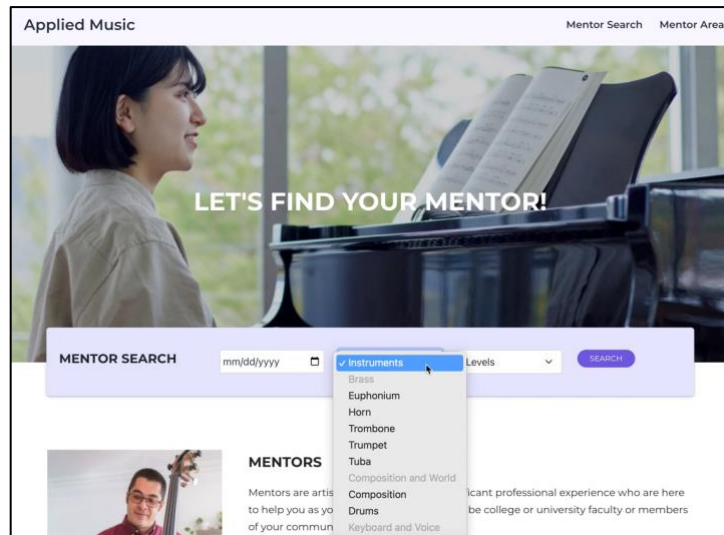 Applied Music
Mentor Search Mentor Area
LET'S FIND YOUR MENTOR!
MENTOR SEARCH
mm/dd/yyyy
✓ Instruments
Levels
SEARCH
Brass
Euphonium
Horn
Trombone
Trumpet
Tuba
Composition and World
Composition
Drums
Keyboard and Voice
MENTORS
Mentors are artis icant professional experience who are here
to help you as yo be college or university faculty or members
of your commun